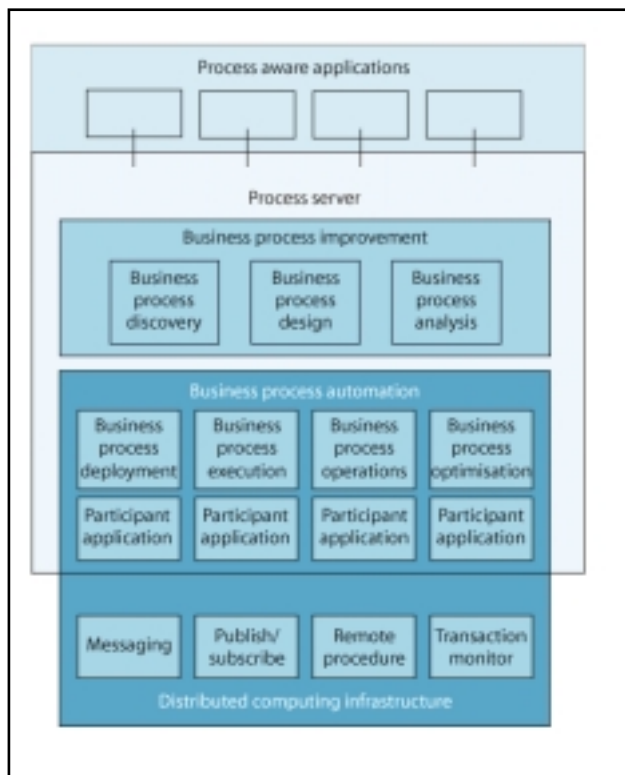 Process aware applications
Process server
Business process improvement
Business
process
discovery
Business
process
design
Business
process
analysis
Business process automation
Business
process
deployment
Business
process
execution
Business
process
operations
Business
process
optimisation
Participant
application
Participant
application
Participant
application
Participant
application
Messaging
Publish/
subscribe
Remote
procedure
Transaction
monitor
Distributed computing infrastructure